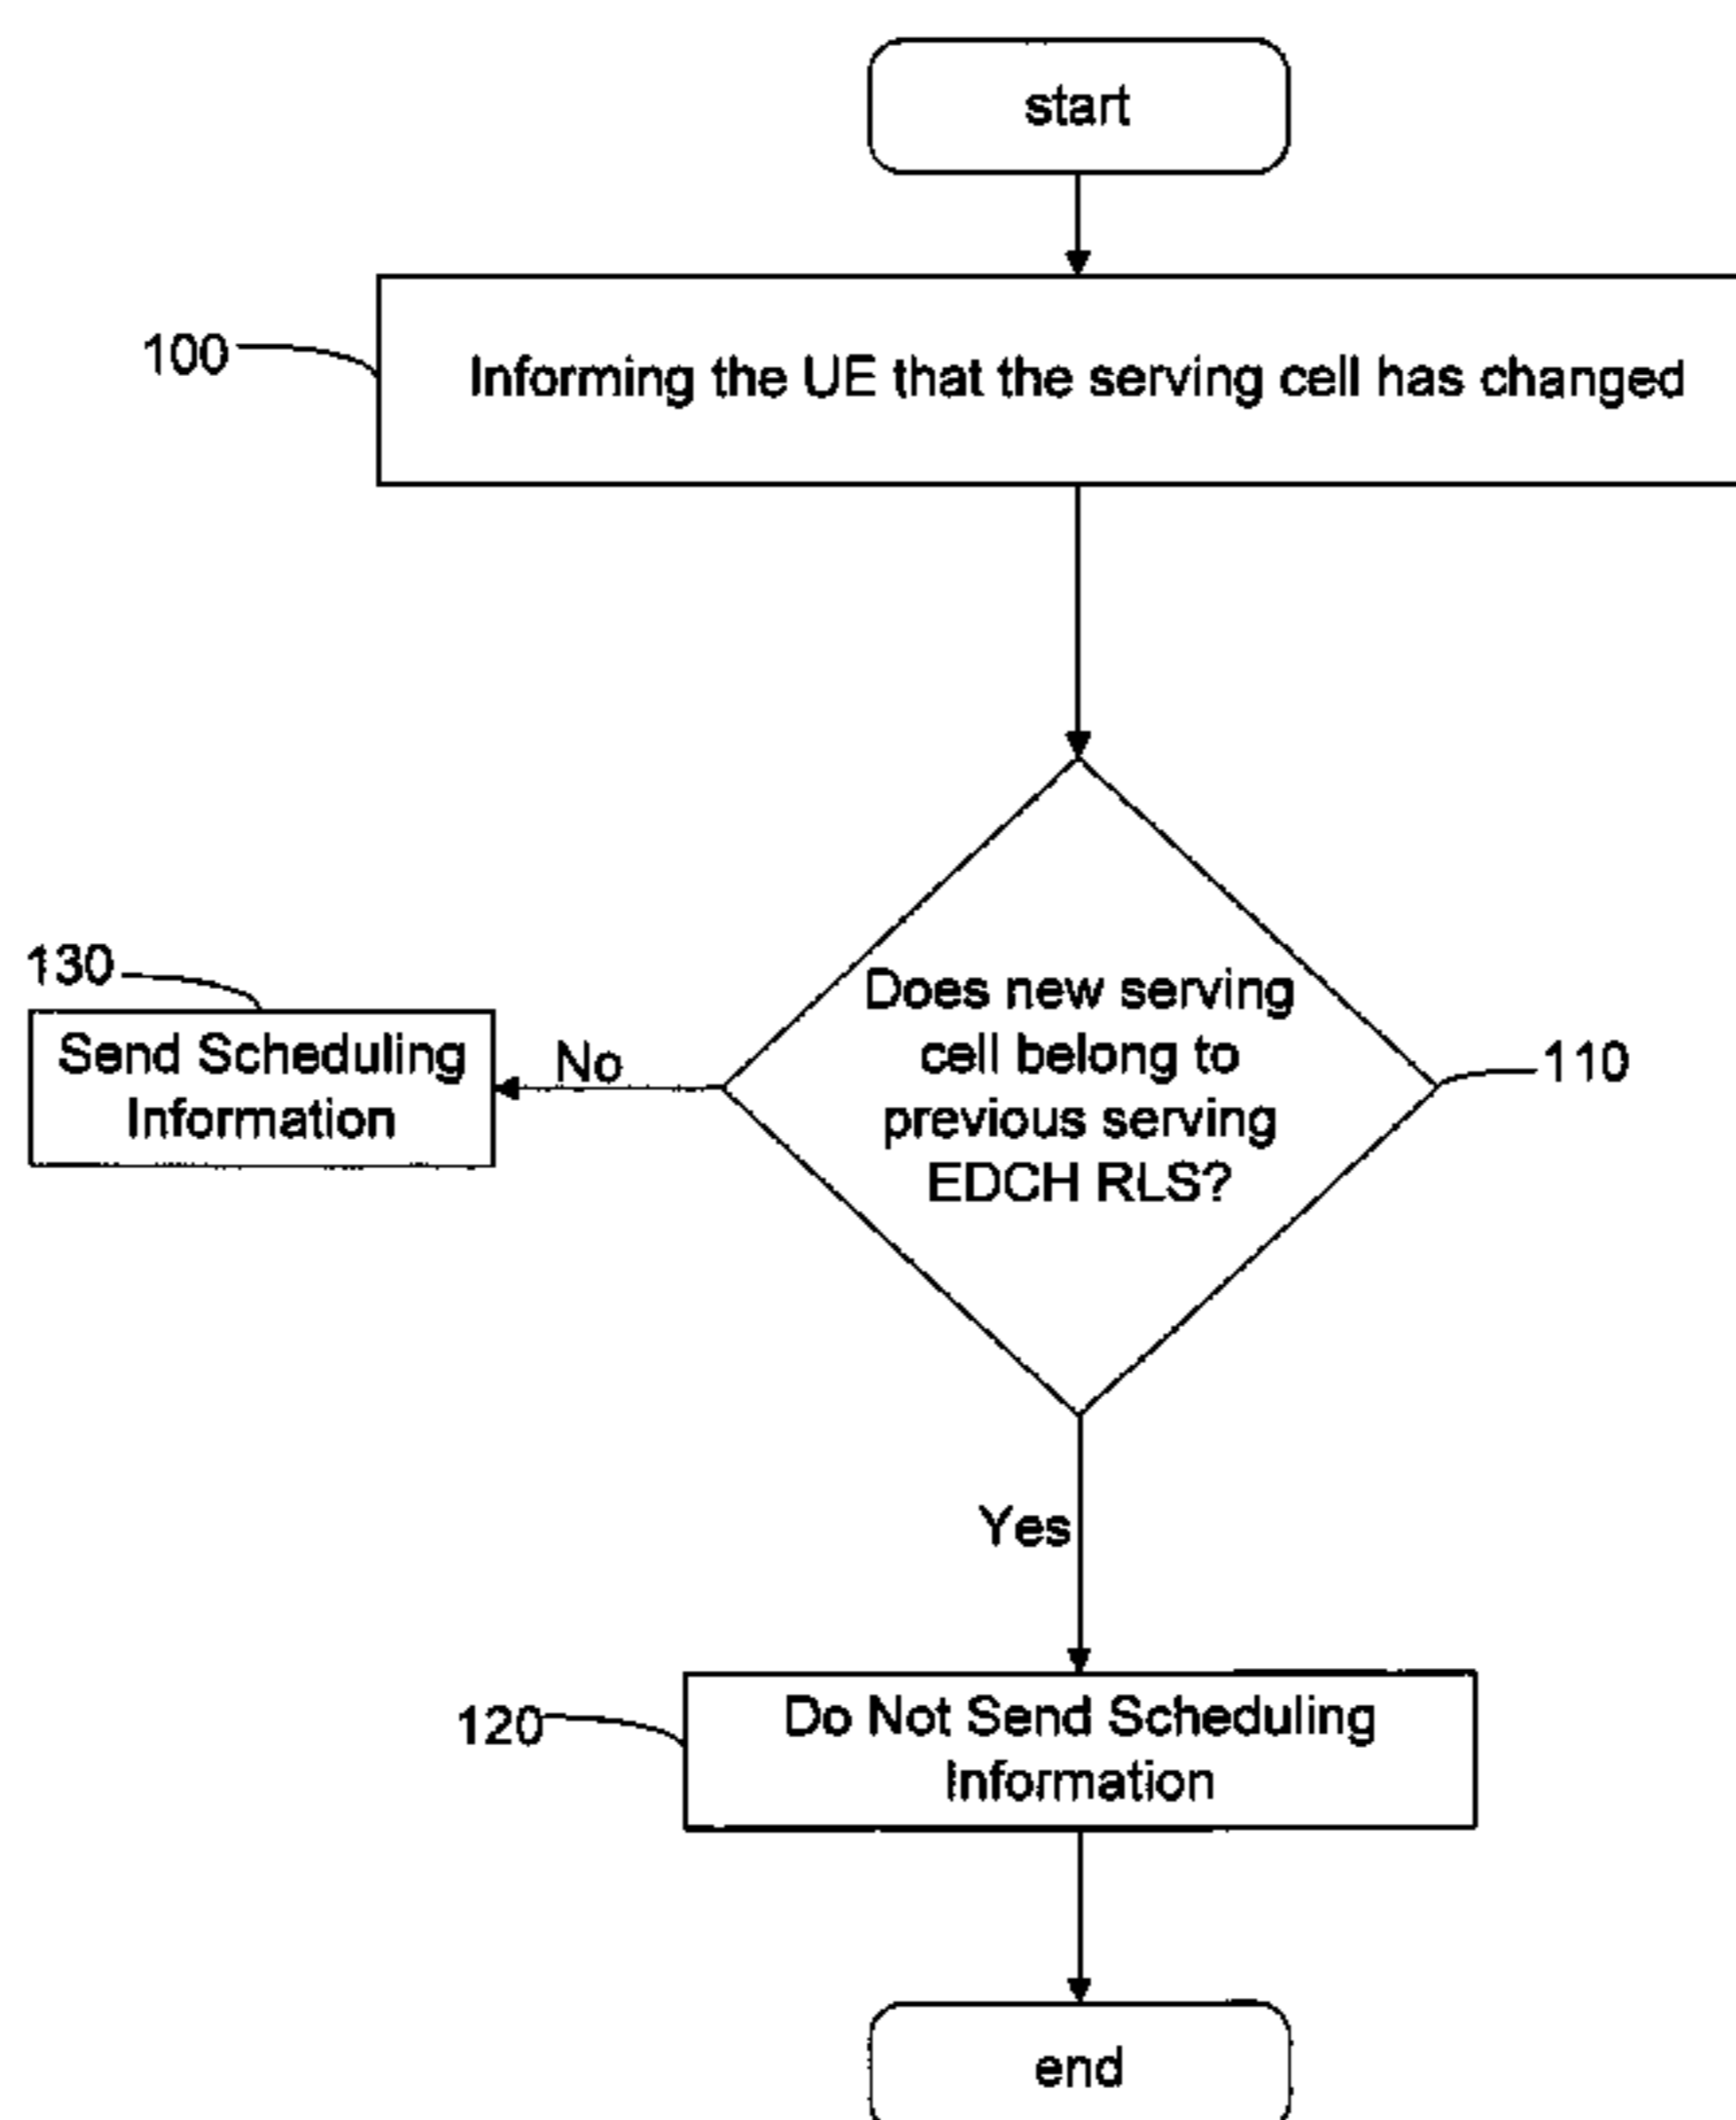 start
100
Informing the UE that the serving cell has changed
130
Send Scheduling
Information
No
Does new serving
cell belong to
previous serving
EDCH RLS?
110
Yes
120
Do Not Send Scheduling
Information
end